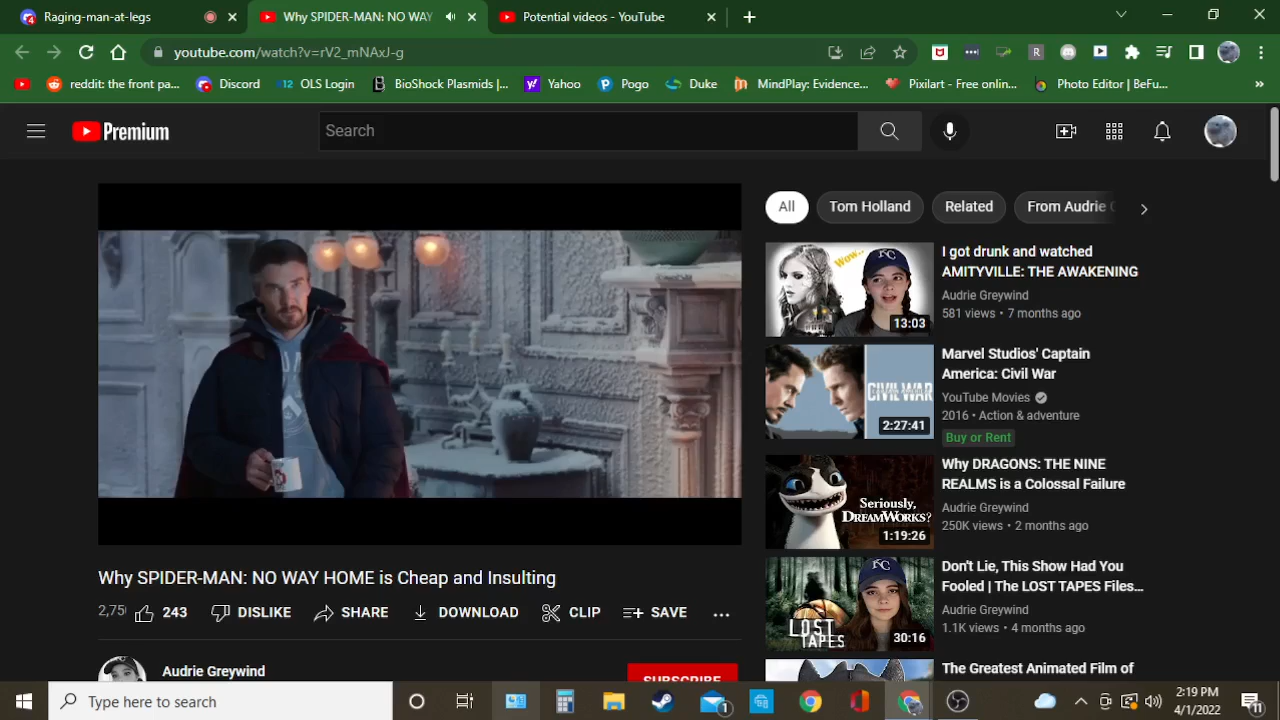 Raging-man-at-legs
Why SPIDER-MAN: NO WAY
Potential videos - YouTube
youtube.com/watch?v=rV2_mNAxJ-g
reddit: the front pa...
Discord
OLS Login
BioShock Plasmids |...
Yahoo
Pogo
Duke
MindPlay: Evidence...
Pixilart - Free onlin...
Photo Editor | BeFu...
Premium
Search
All
Tom Holland
Related
From Audrie G
I got drunk and watched
AMITYVILLE: THE AWAKENING
Audrie Greywind
581 views • 7 months ago
Wow..
13:03
Marvel Studios' Captain
America: Civil War
YouTube Movies
2016 • Action & adventure
Buy or Rent
CIVIL WAR
2:27:41
Why DRAGONS: THE NINE
REALMS is a Colossal Failure
Audrie Greywind
250K views • 2 months ago
Seriously,
DREAMWORKS?
1:19:26
Don't Lie, This Show Had You
Fooled | The LOST TAPES Files...
Audrie Greywind
1.1K views • 4 months ago
LOST
TAPES
30:16
The Greatest Animated Film of
Why SPIDER-MAN: NO WAY HOME is Cheap and Insulting
243
DISLIKE
SHARE
DOWNLOAD
CLIP
SAVE
Audrie Greywind
SUBSCRIBE
Type here to search
2:19 PM
4/1/2022